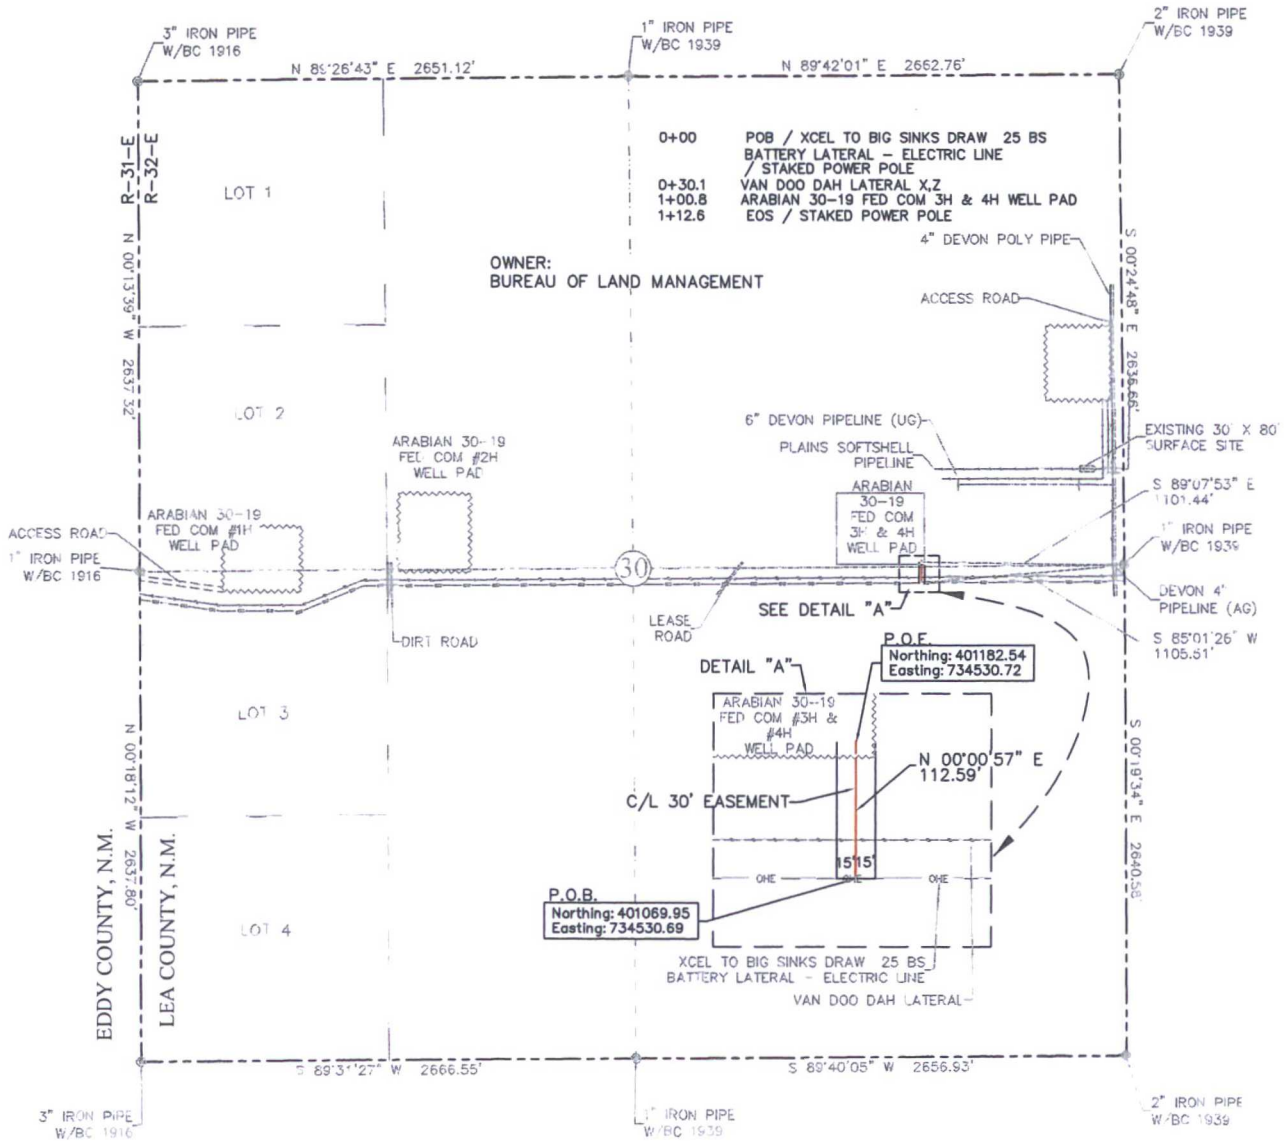 3" IRON PIPE
W/BC 1916
1" IRON PIPE
W/BC 1939
2" IRON PIPE
W/BC 1939
N 89°26'43" E 2651.12'
N 89°42'01" E 2662.76'
R-31-E
R-32-E
LOT 1
0+00 POB / XCEL TO BIG SINKS DRAW 25 BS
BATTERY LATERAL - ELECTRIC LINE
/ STAKED POWER POLE
0+30.1 VAN DOO DAH LATERAL X,Z
1+00.8 ARABIAN 30-19 FED COM 3H & 4H WELL PAD
1+12.6 EOS / STAKED POWER POLE
N 00°13'39" W 2637.32'
OWNER:
BUREAU OF LAND MANAGEMENT
4" DEVON POLY PIPE
ACCESS ROAD
S 00°24'48" E 2636.66'
LOT 2
6" DEVON PIPELINE (UG)
PLAINS SOFTSHELL
PIPELINE
EXISTING 30' X 80'
SURFACE SITE
ARABIAN 30-19
FED COM #2H
WELL PAD
ARABIAN
30-19
FED COM
3H & 4H
WELL PAD
S 89°07'53" E
1101.44'
ACCESS ROAD
ARABIAN 30-19
FED COM #1H
WELL PAD
1" IRON PIPE
W/BC 1916
1" IRON PIPE
W/BC 1939
30
DEVON 4"
PIPELINE (AG)
DIRT ROAD
LEASE
ROAD
SEE DETAIL "A"
S 85°01'26" W
1105.61'
P.O.E.
Northing: 401182.54
Easting: 734530.72
DETAIL "A"
ARABIAN 30-19
FED COM #3H &
#4H
WELL PAD
LOT 3
N 00°18'12" W 2637.80'
N 00°00'57" E
112.59'
C/L 30' EASEMENT
S 00°19'34" E 2640.58'
15' 15'
OHE OHE OHE
P.O.B.
Northing: 401069.95
Easting: 734530.69
EDDY COUNTY, N.M.
LEA COUNTY, N.M.
LOT 4
XCEL TO BIG SINKS DRAW 25 BS
BATTERY LATERAL - ELECTRIC LINE
VAN DOO DAH LATERAL
S 89°31'27" W 2666.55'
S 89°40'05" W 2656.93'
3" IRON PIPE
W/BC 1916
1" IRON PIPE
W/BC 1939
2" IRON PIPE
W/BC 1939